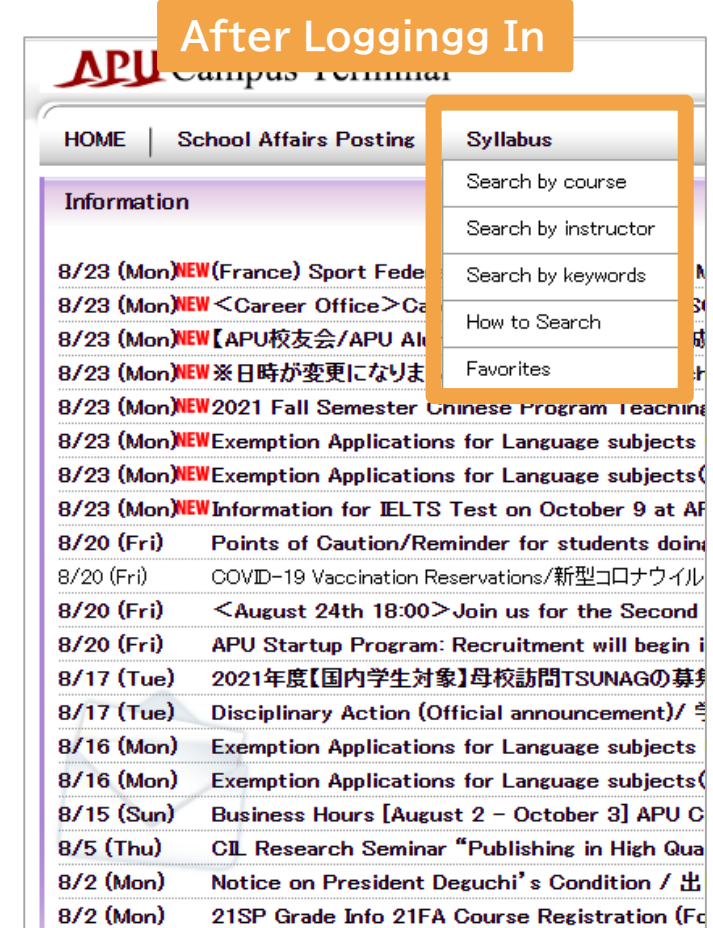 After Loggingg In
APU Campus Terminal
HOME | School Affairs Posting Syllabus
Search by course
Search by instructor
Search by keywords
How to Search
Favorites
Information
8/23 (Mon)NEW(France) Sport Fede
8/23 (Mon)NEW<Career Office>Ca
8/23 (Mon)NEW【APU校友会/APU Al
8/23 (Mon)NEW※日時が変更になりま
8/23 (Mon)NEW2021 Fall Semester Chinese Program Teaching
8/23 (Mon)NEWExemption Applications for Language subjects
8/23 (Mon)NEWExemption Applications for Language subjects(
8/23 (Mon)NEWInformation for IELTS Test on October 9 at AP
8/20 (Fri) Points of Caution/Reminder for students doing
8/20 (Fri) COVID-19 Vaccination Reservations/新型コロナウイル
8/20 (Fri) <August 24th 18:00>Join us for the Second
8/20 (Fri) APU Startup Program: Recruitment will begin i
8/17 (Tue) 2021年度【国内学生対象】母校訪問TSUNAGの募集
8/17 (Tue) Disciplinary Action (Official announcement)/
8/16 (Mon) Exemption Applications for Language subjects
8/16 (Mon) Exemption Applications for Language subjects(
8/15 (Sun) Business Hours [August 2 - October 3] APU C
8/5 (Thu) CIL Research Seminar “Publishing in High Qua
8/2 (Mon) Notice on President Deguchi’s Condition / 出
8/2 (Mon) 21SP Grade Info 21FA Course Registration (Fo